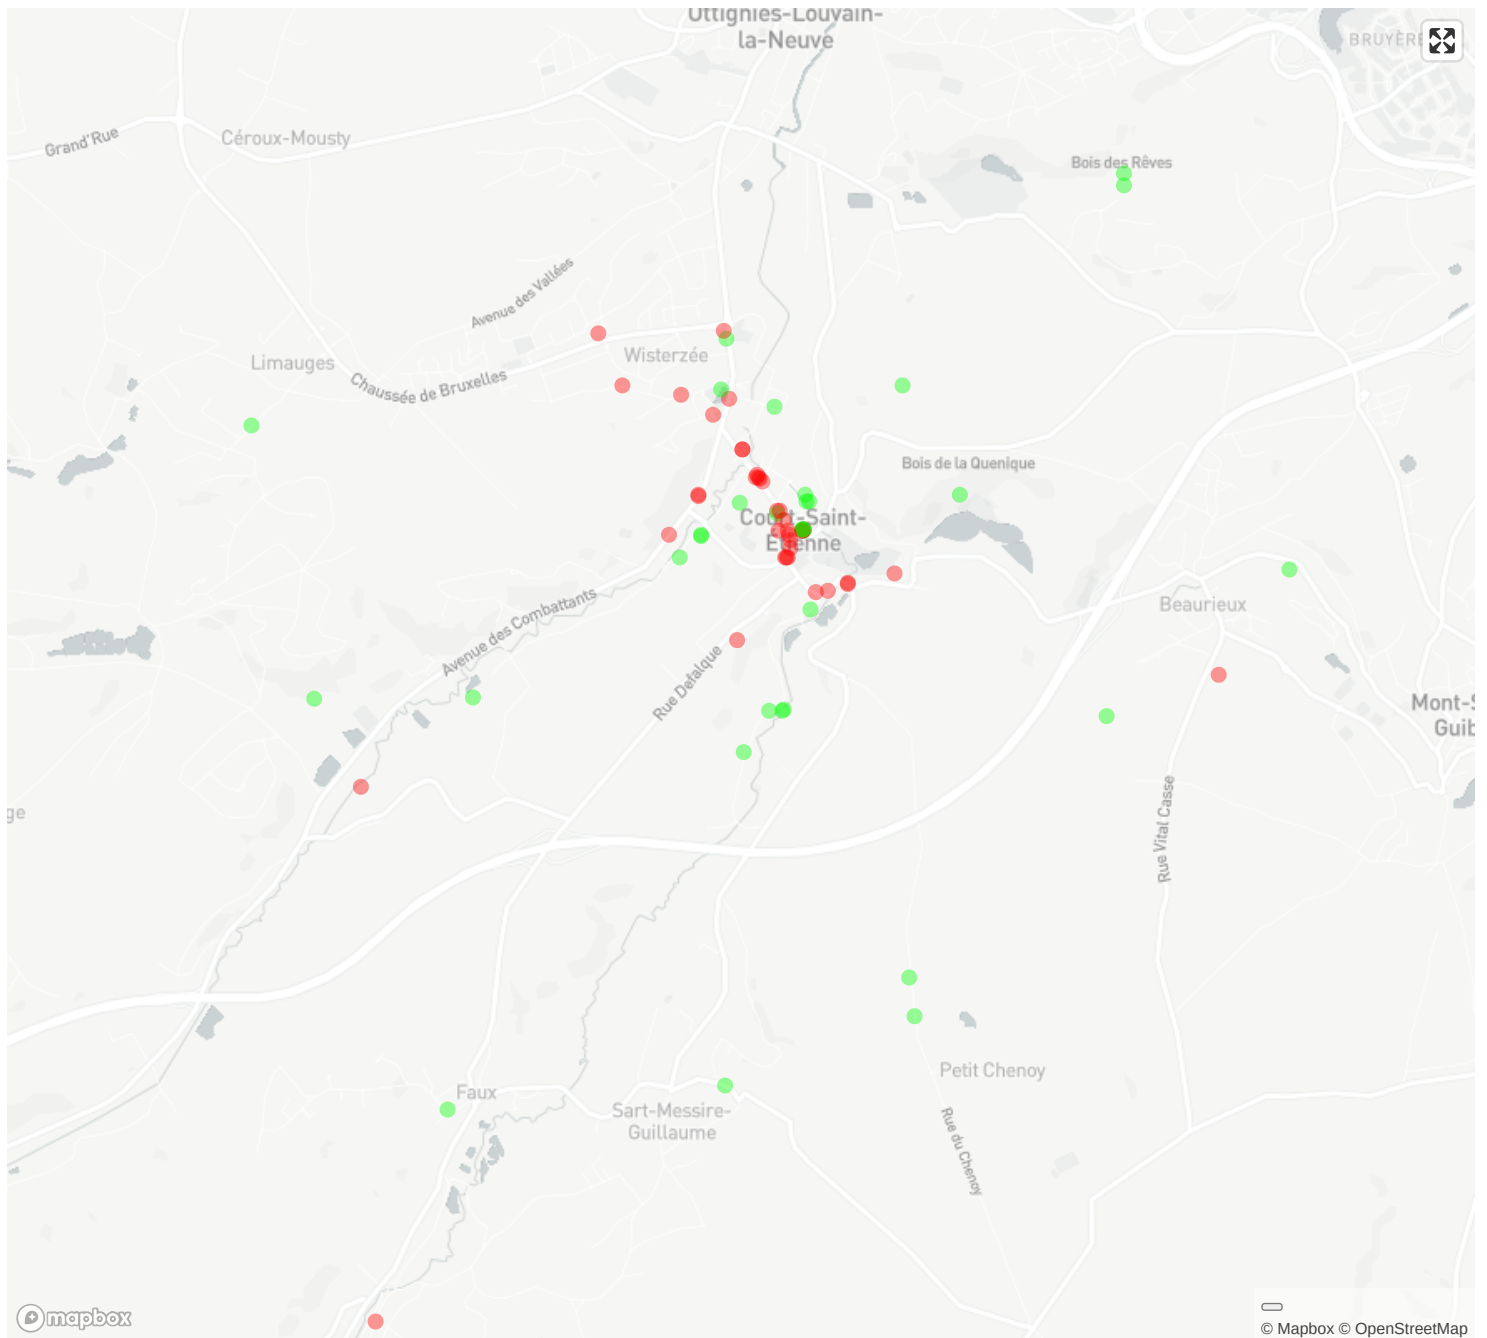 Ottignies-Louvain-
la-Neuve
BRUYÈRE
Grand'Rue
Céroux-Mousty
Bois des Rêves
Avenue des Vallées
Limauges
Wisterzée
Chaussée de Bruxelles
Bois de la Quenique
Court-Saint-
Étienne
Avenue des Combattants
Beaurieux
Rue Defalque
Mont-S
Guib
Rue Vital Casse
ge
Petit Chenoy
Faux
Sart-Messire-
Guillaume
Rue du Chenoy
mapbox
© Mapbox © OpenStreetMap